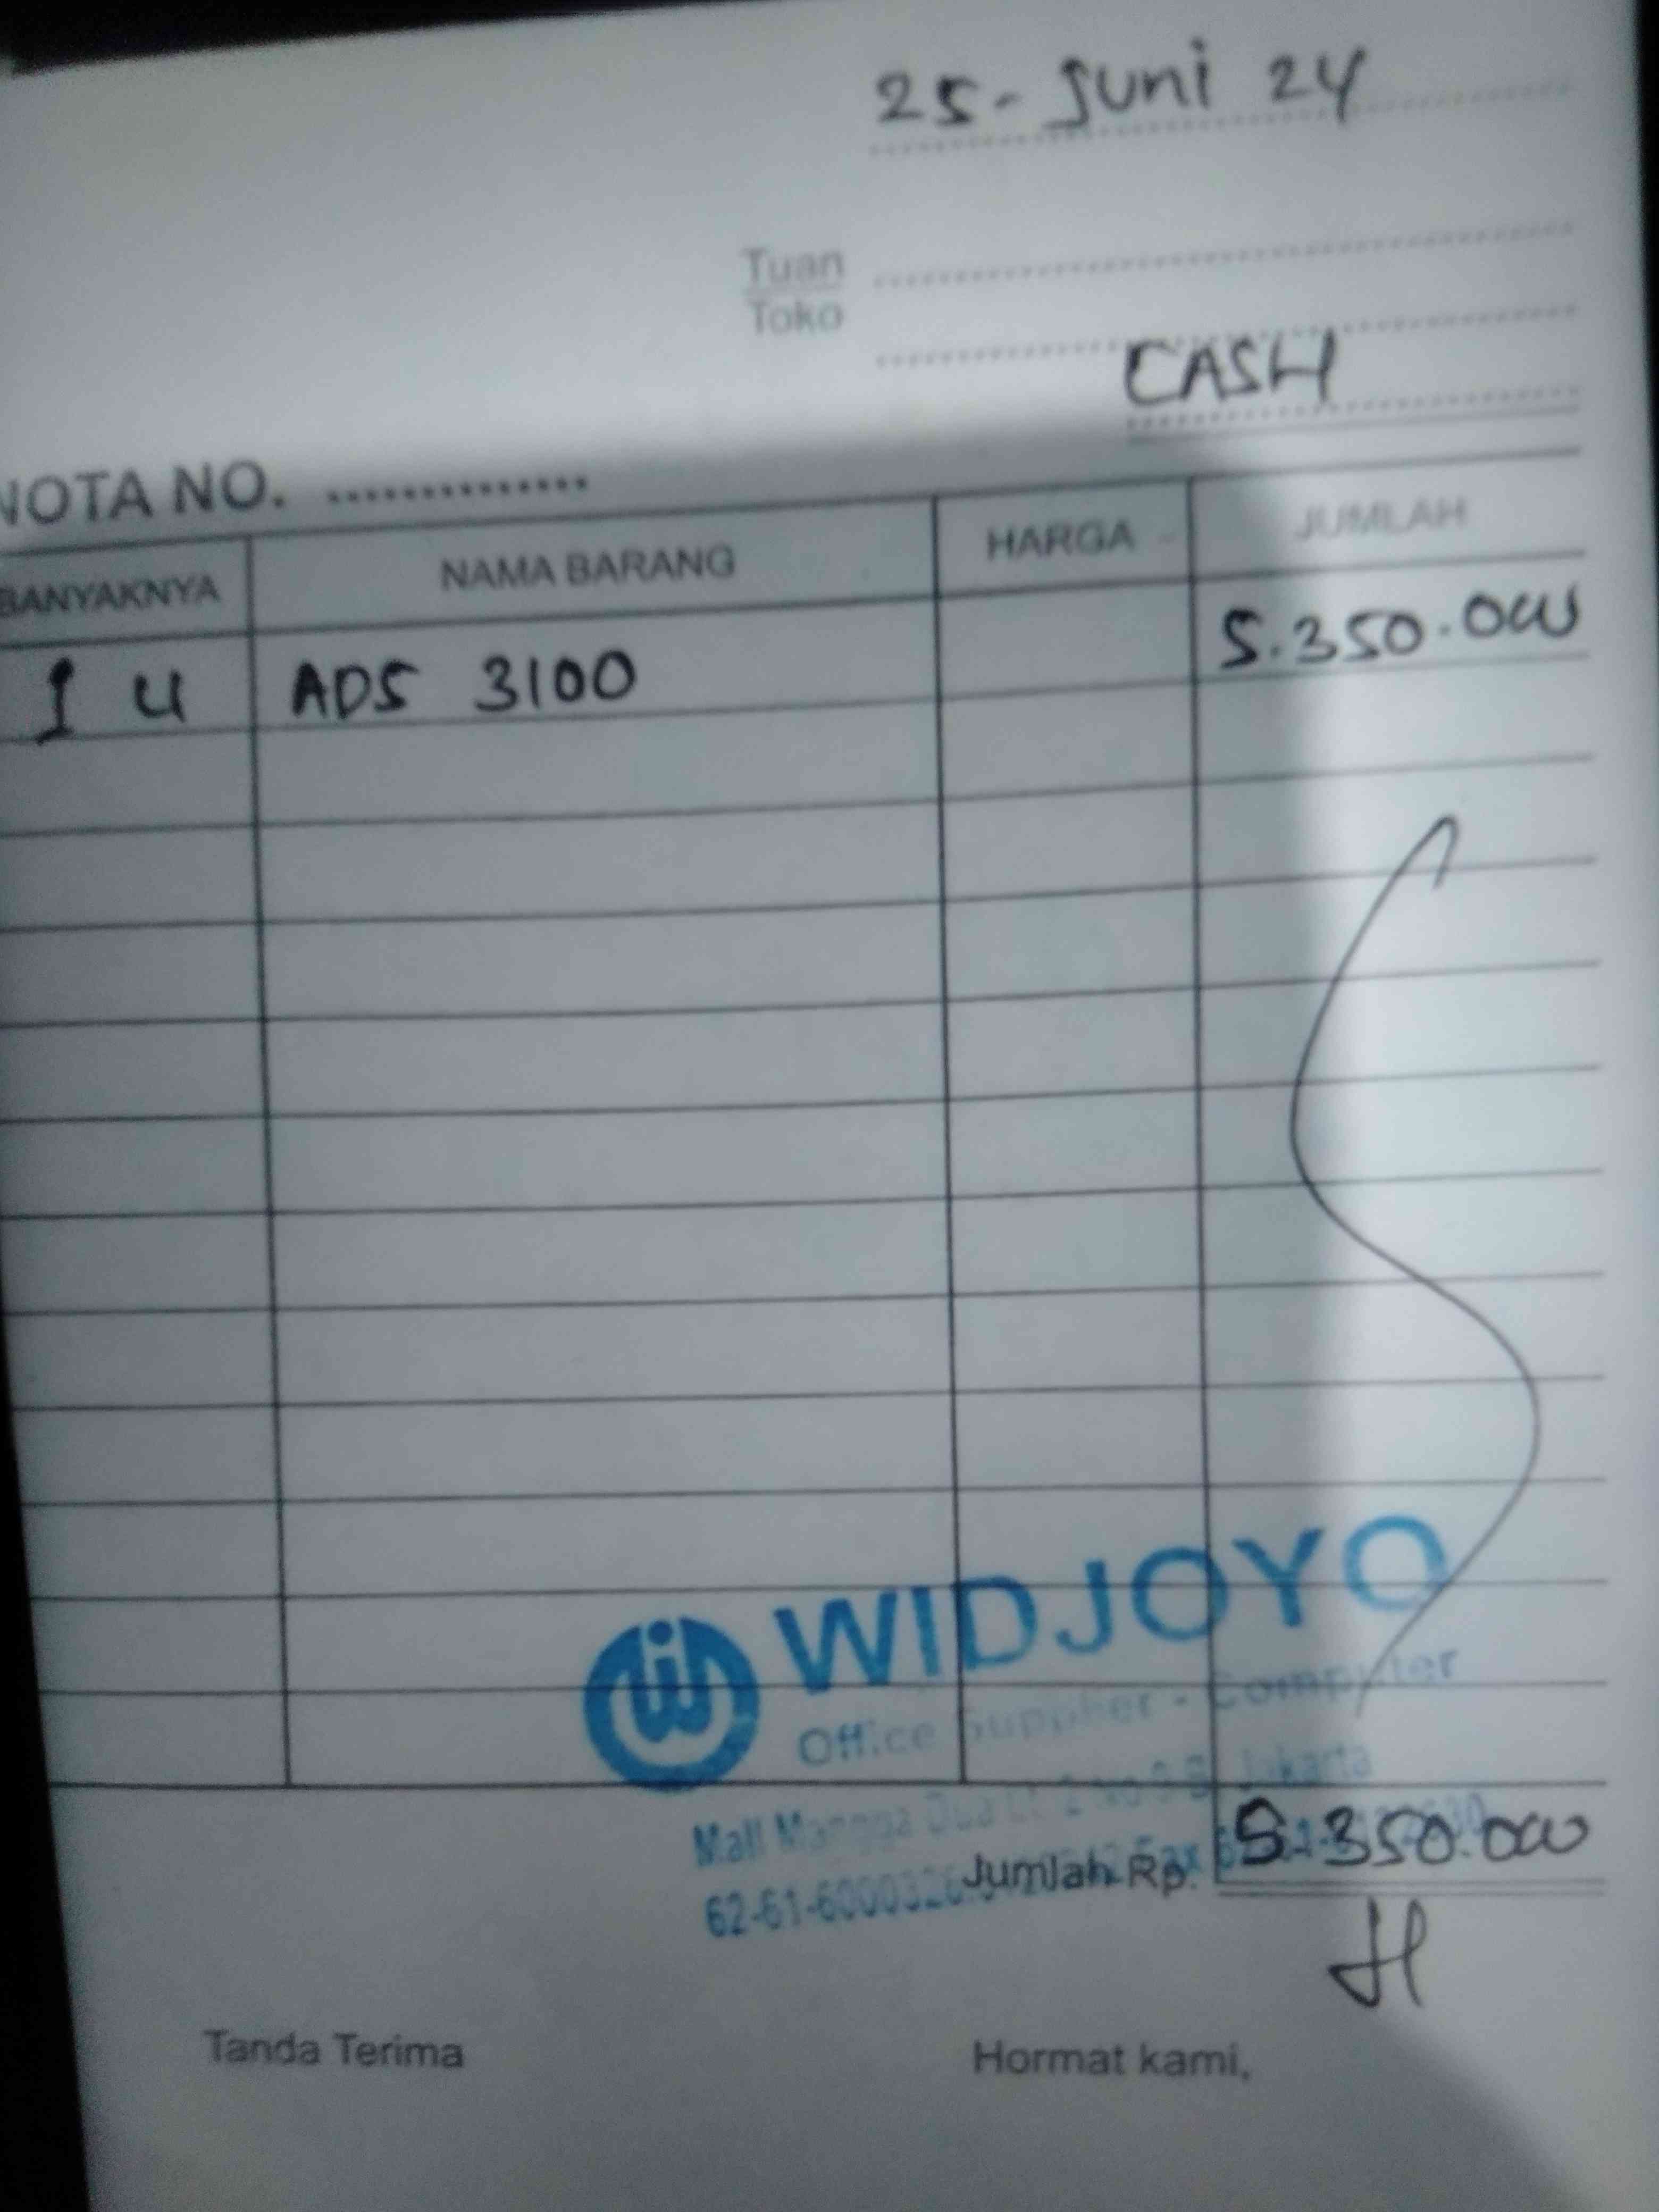 25 - Juni 24
Tuan
Toko
CASH
NOTA NO. ..............
BANYAKNYA NAMA BARANG HARGA JUMLAH
1 U ADS 3100 5.350.000
WIDJOYO
Office Supplier - Computer
Mall Mangga Dua Jakarta
Jumlah Rp. 5.350.000
Tanda Terima Hormat kami,